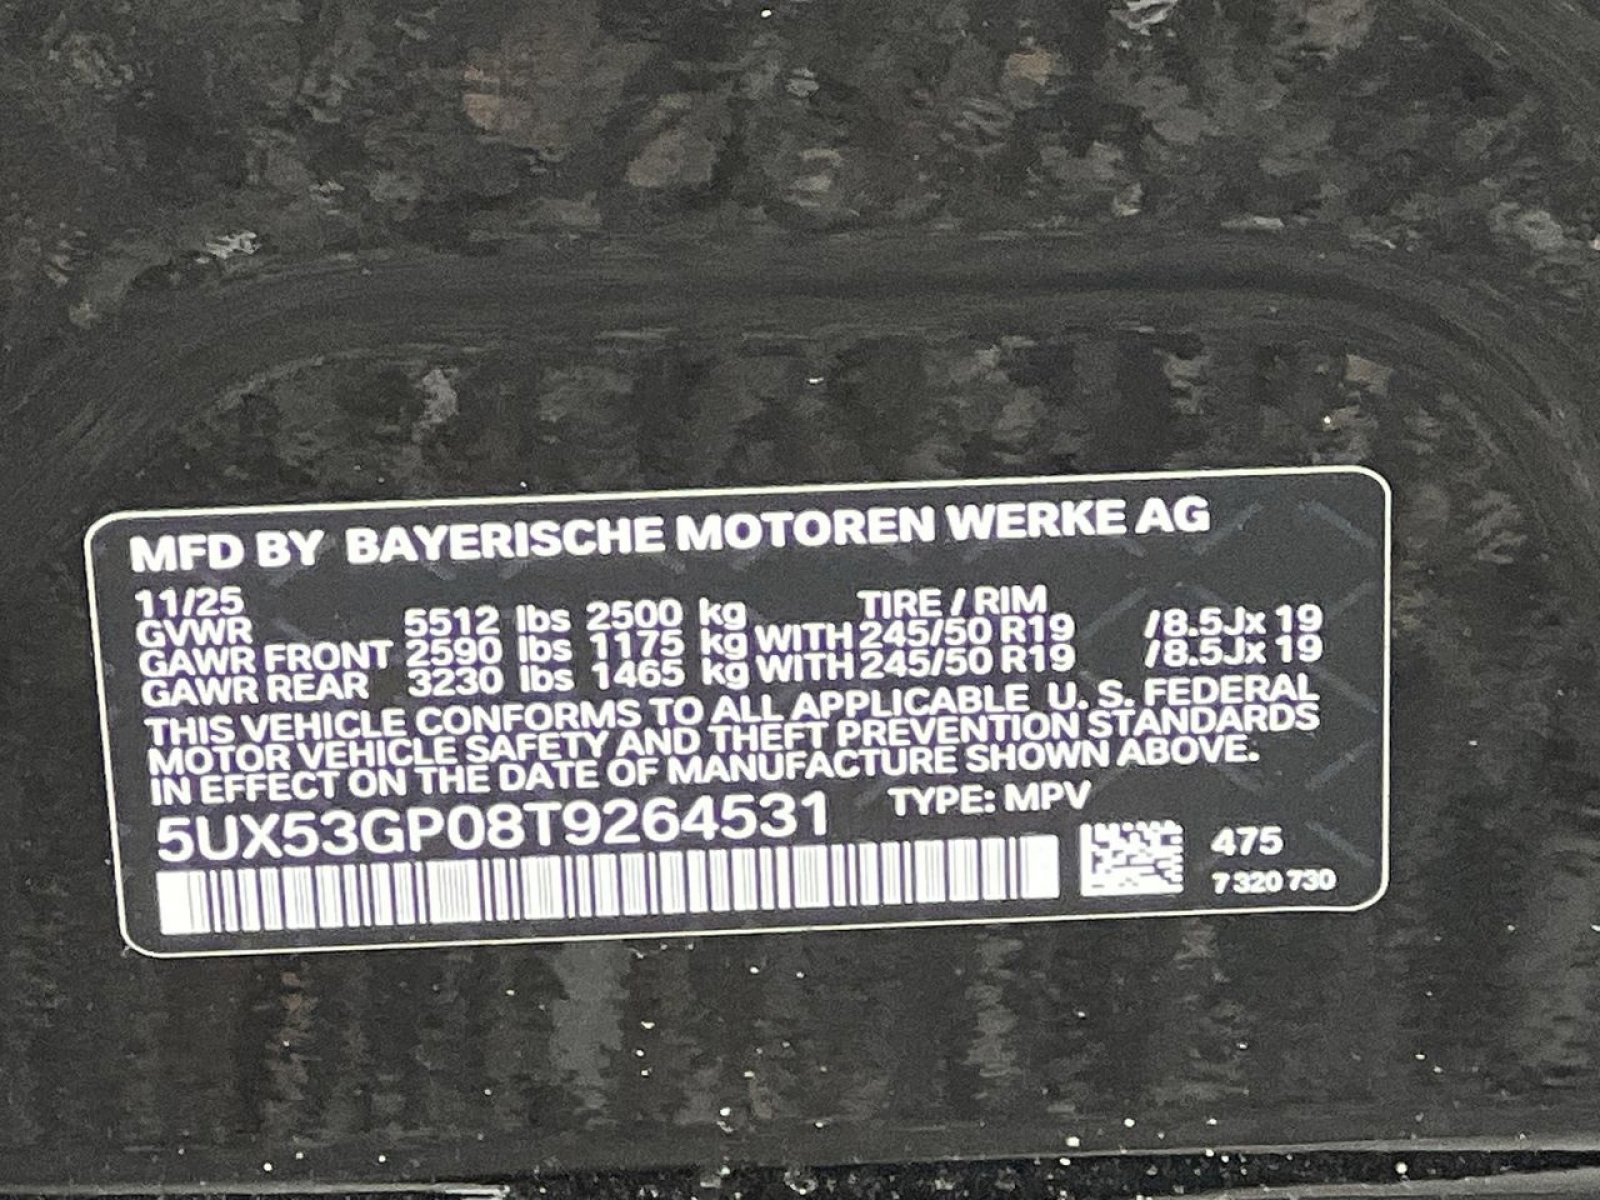 MFD BY BAYERISCHE MOTOREN WERKE AG
11/25 TIRE / RIM
GVWR 5512 lbs 2500 kg
GAWR FRONT 2590 lbs 1175 kg WITH 245/50 R19 /8.5Jx 19
GAWR REAR 3230 lbs 1465 kg WITH 245/50 R19 /8.5Jx 19
THIS VEHICLE CONFORMS TO ALL APPLICABLE U. S. FEDERAL
MOTOR VEHICLE SAFETY AND THEFT PREVENTION STANDARDS
IN EFFECT ON THE DATE OF MANUFACTURE SHOWN ABOVE.
5UX53GP08T9264531 TYPE: MPV
475
7 320 730